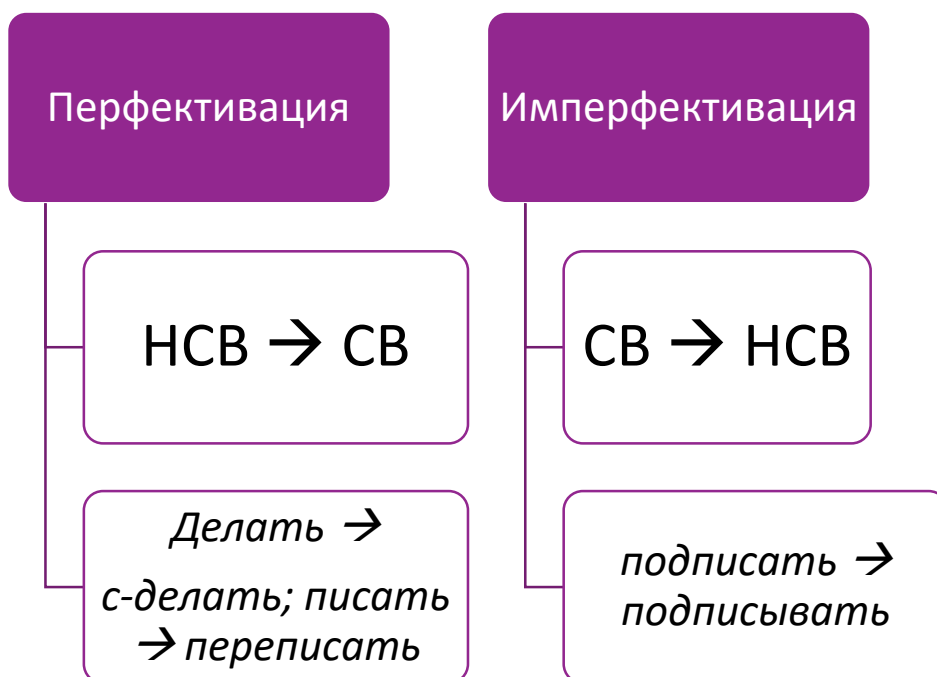 Перфективация
НСВ → СВ
Делать →
с-делать; писать
→ переписать
Имперфективация
СВ → НСВ
подписать →
подписывать